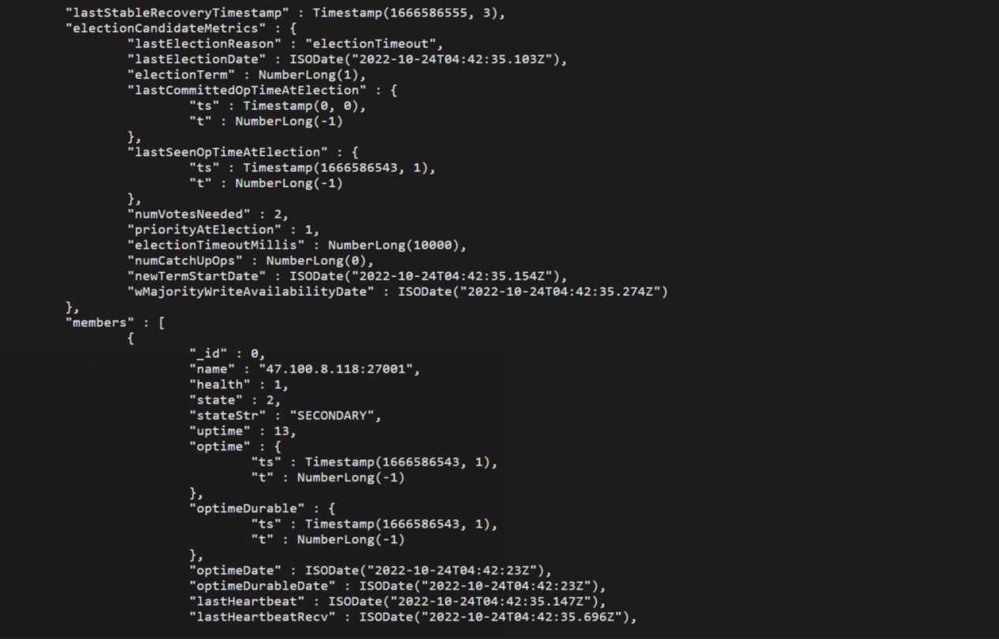 "lastStableRecoveryTimestamp" : Timestamp(1666586555, 3),
"electionCandidateMetrics" : {
"lastElectionReason" : "electionTimeout",
"lastElectionDate" : ISODate("2022-10-24T04:42:35.103Z"),
"electionTerm" : NumberLong(1),
"lastCommittedOpTimeAtElection" : {
"ts" : Timestamp(0, 0),
"t" : NumberLong(-1)
},
"lastSeenOpTimeAtElection" : {
"ts" : Timestamp(1666586543, 1),
"t" : NumberLong(-1)
},
"numVotesNeeded" : 2,
"priorityAtElection" : 1,
"electionTimeoutMillis" : NumberLong(10000),
"numCatchUpOps" : NumberLong(0),
"newTermStartDate" : ISODate("2022-10-24T04:42:35.154Z"),
"wMajorityWriteAvailabilityDate" : ISODate("2022-10-24T04:42:35.274Z")
},
"members" : [
{
"_id" : 0,
"name" : "47.100.8.118:27001",
"health" : 1,
"state" : 2,
"stateStr" : "SECONDARY",
"uptime" : 13,
"optime" : {
"ts" : Timestamp(1666586543, 1),
"t" : NumberLong(-1)
},
"optimeDurable" : {
"ts" : Timestamp(1666586543, 1),
"t" : NumberLong(-1)
},
"optimeDate" : ISODate("2022-10-24T04:42:23Z"),
"optimeDurableDate" : ISODate("2022-10-24T04:42:23Z"),
"lastHeartbeat" : ISODate("2022-10-24T04:42:35.147Z"),
"lastHeartbeatRecv" : ISODate("2022-10-24T04:42:35.696Z"),